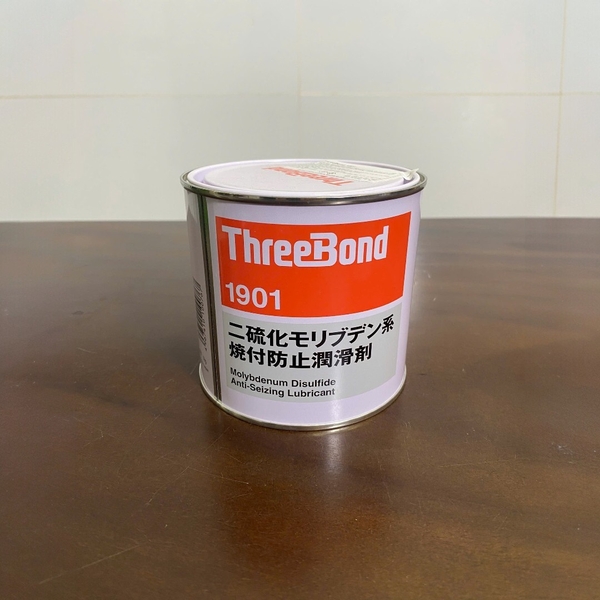 ThreeBond
ThreeBond
1901
二硫化モリブデン系
焼付防止潤滑剤
Molybdenum Disulfide
Anti-Seizing Lubricant